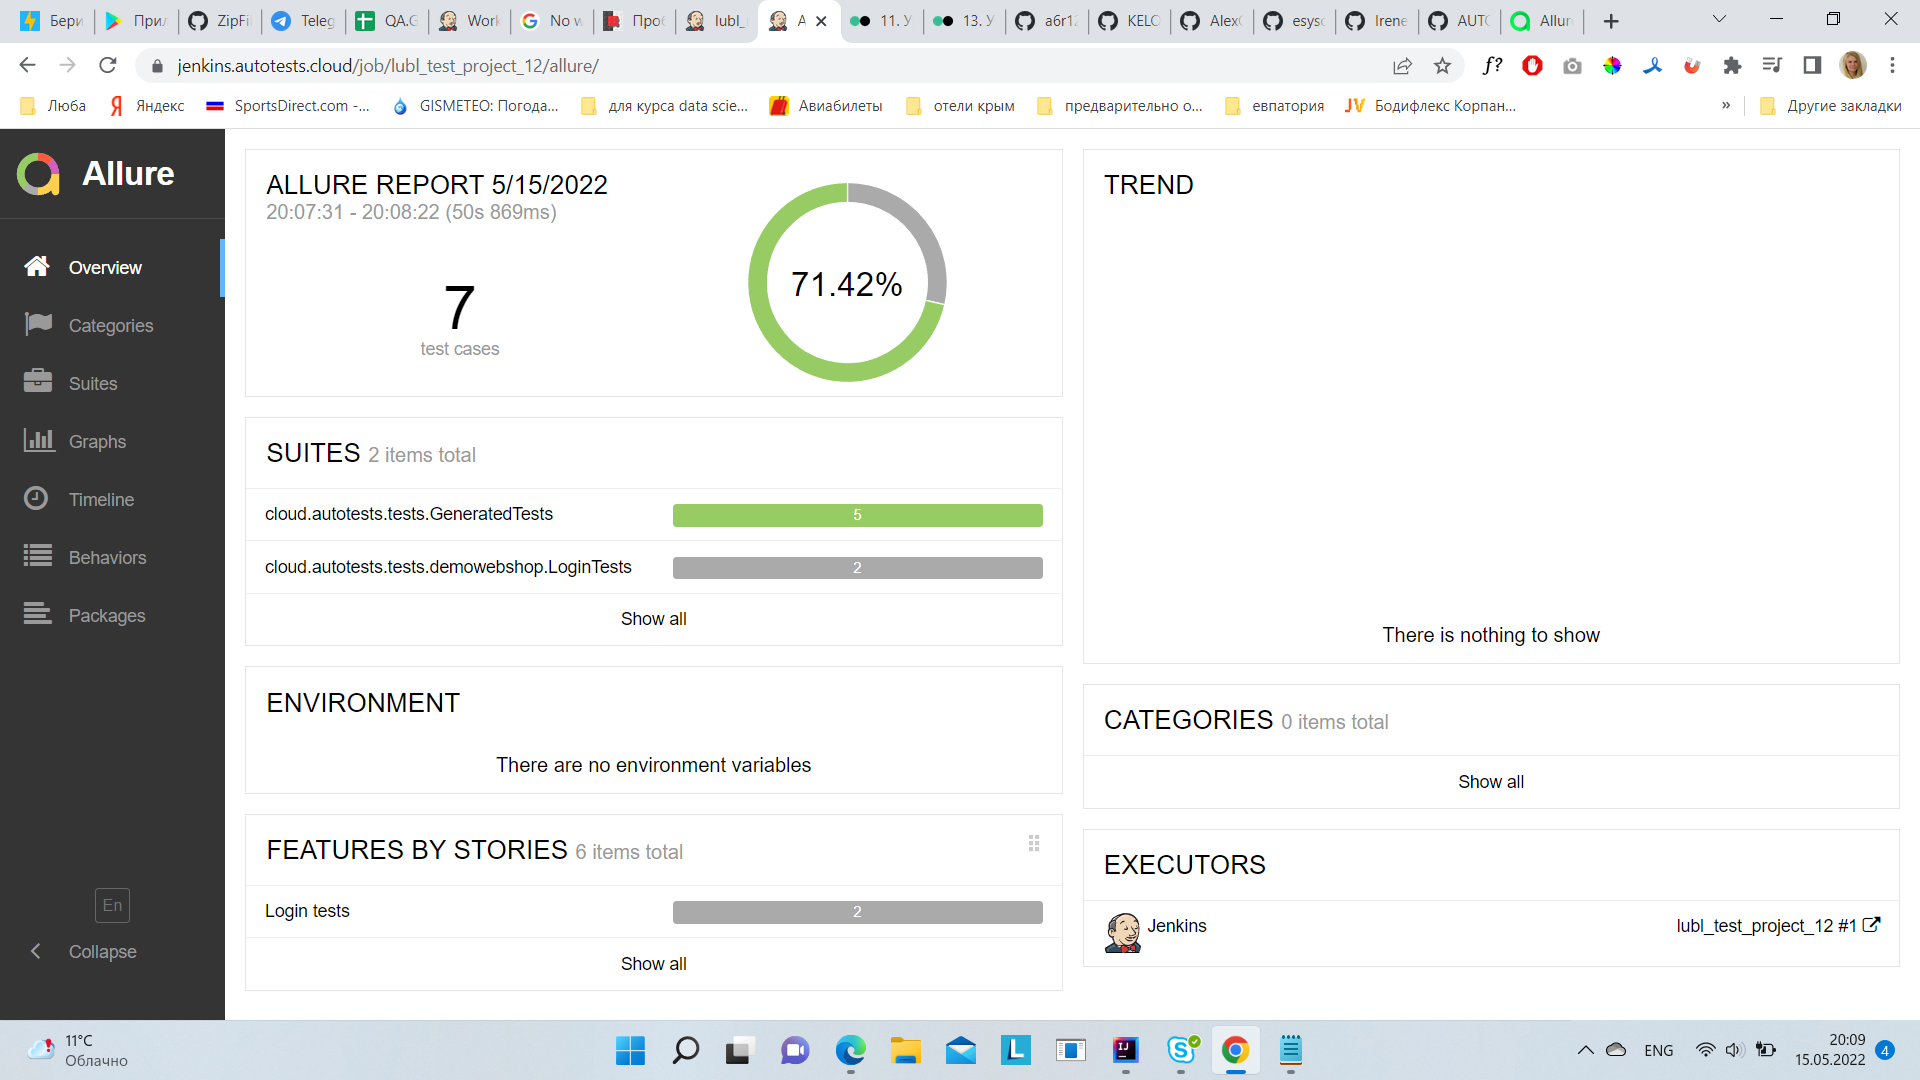 Бери
При
ZipFi
Teleg
QA.G
Work
No w
Про
lubl_
A
11. У
13. У
a6r12
KELO
Alex
esyso
Irene
AUTO
Allur
jenkins.autotests.cloud/job/lubl_test_project_12/allure/
Люба
Яндекс
SportsDirect.com -...
GISMETEO: Погода...
для курса data scie...
Авиабилеты
отели крым
предварительно о...
евпатория
Бодифлекс Корпан...
»
Другие закладки
Allure
Overview
Categories
Suites
Graphs
Timeline
Behaviors
Packages
En
Collapse
ALLURE REPORT 5/15/2022
20:07:31 - 20:08:22 (50s 869ms)
7
test cases
71.42%
SUITES 2 items total
cloud.autotests.tests.GeneratedTests 5
cloud.autotests.tests.demowebshop.LoginTests 2
Show all
ENVIRONMENT
There are no environment variables
FEATURES BY STORIES 6 items total
Login tests 2
Show all
TREND
There is nothing to show
CATEGORIES 0 items total
Show all
EXECUTORS
Jenkins lubl_test_project_12 #1
11°C
Облачно
ENG
20:09
15.05.2022
4